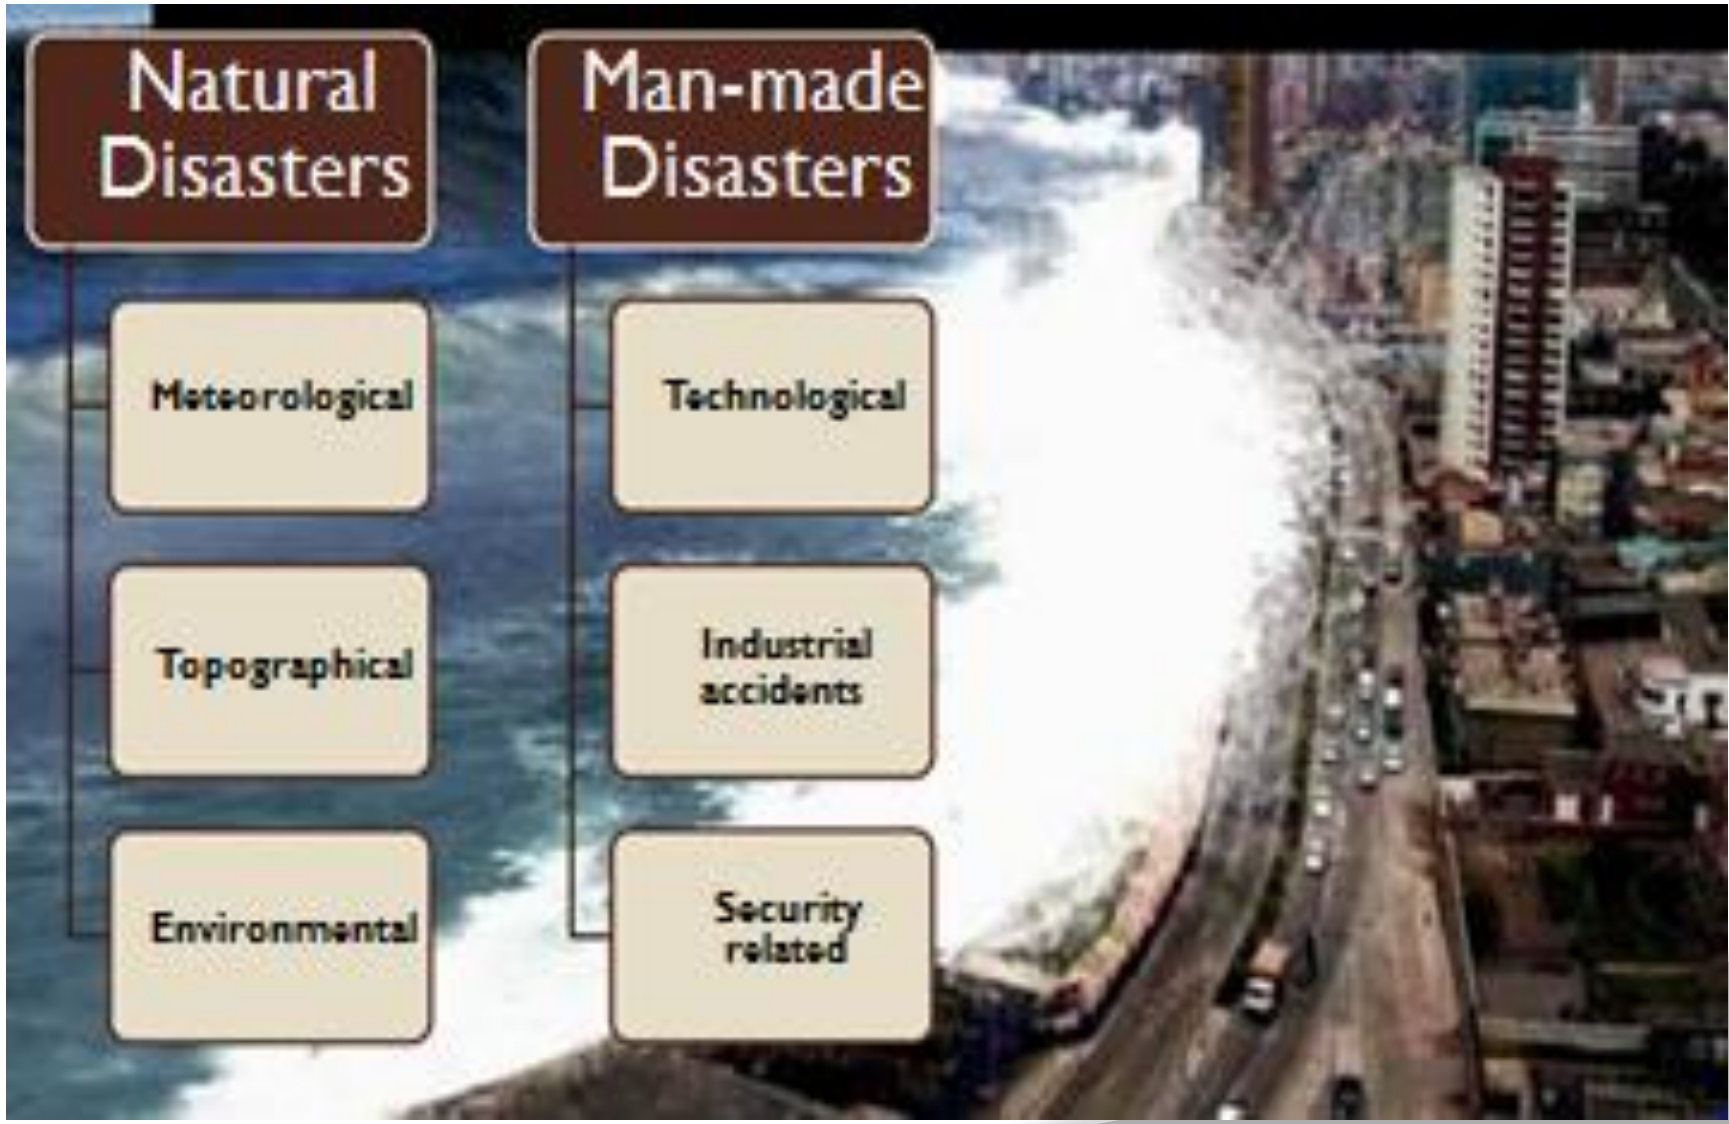 Natural
Disasters
Meteorological
Topographical
Environmental
Man-made
Disasters
Technological
Industrial
accidents
Security
related